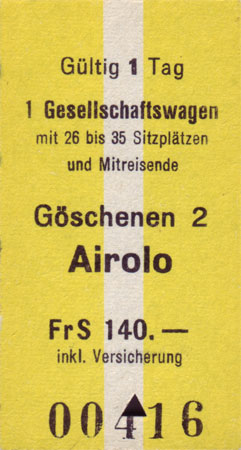 Gültig 1 Tag
1 Gesellschaftswagen
mit 26 bis 35 Sitzplätzen
und Mitreisende
Göschenen 2
Airolo
FrS 140.—
inkl. Versicherung
00416